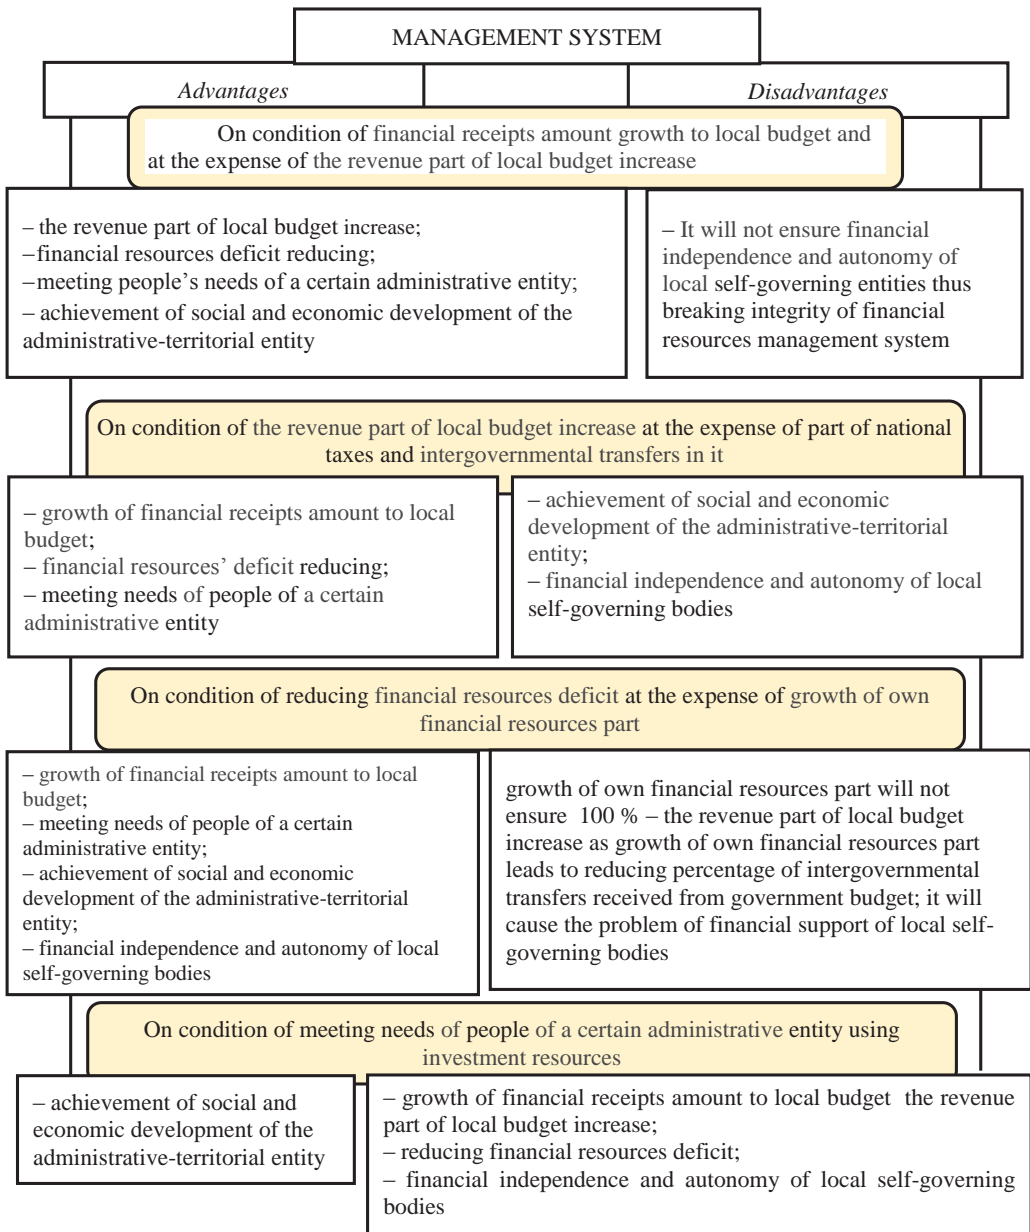 MANAGEMENT SYSTEM
Advantages
Disadvantages
On condition of financial receipts amount growth to local budget and
at the expense of the revenue part of local budget increase
– the revenue part of local budget increase;
–financial resources deficit reducing;
–meeting people’s needs of a certain administrative entity;
– achievement of social and economic development of the
administrative-territorial entity
– It will not ensure financial
independence and autonomy of
local self-governing entities thus
breaking integrity of financial
resources management system
On condition of the revenue part of local budget increase at the expense of part of national
taxes and intergovernmental transfers in it
– growth of financial receipts amount to local
budget;
– financial resources’ deficit reducing;
– meeting needs of people of a certain
administrative entity
– achievement of social and economic
development of the administrative-territorial
entity;
– financial independence and autonomy of local
self-governing bodies
On condition of reducing financial resources deficit at the expense of growth of own
financial resources part
– growth of financial receipts amount to local
budget;
– meeting needs of people of a certain
administrative entity;
– achievement of social and economic
development of the administrative-territorial
entity;
– financial independence and autonomy of local
self-governing bodies
growth of own financial resources part will not
ensure 100 % – the revenue part of local budget
increase as growth of own financial resources part
leads to reducing percentage of intergovernmental
transfers received from government budget; it will
cause the problem of financial support of local self-
governing bodies
On condition of meeting needs of people of a certain administrative entity using
investment resources
– achievement of social and
economic development of the
administrative-territorial entity
– growth of financial receipts amount to local budget the revenue
part of local budget increase;
– reducing financial resources deficit;
– financial independence and autonomy of local self-governing
bodies